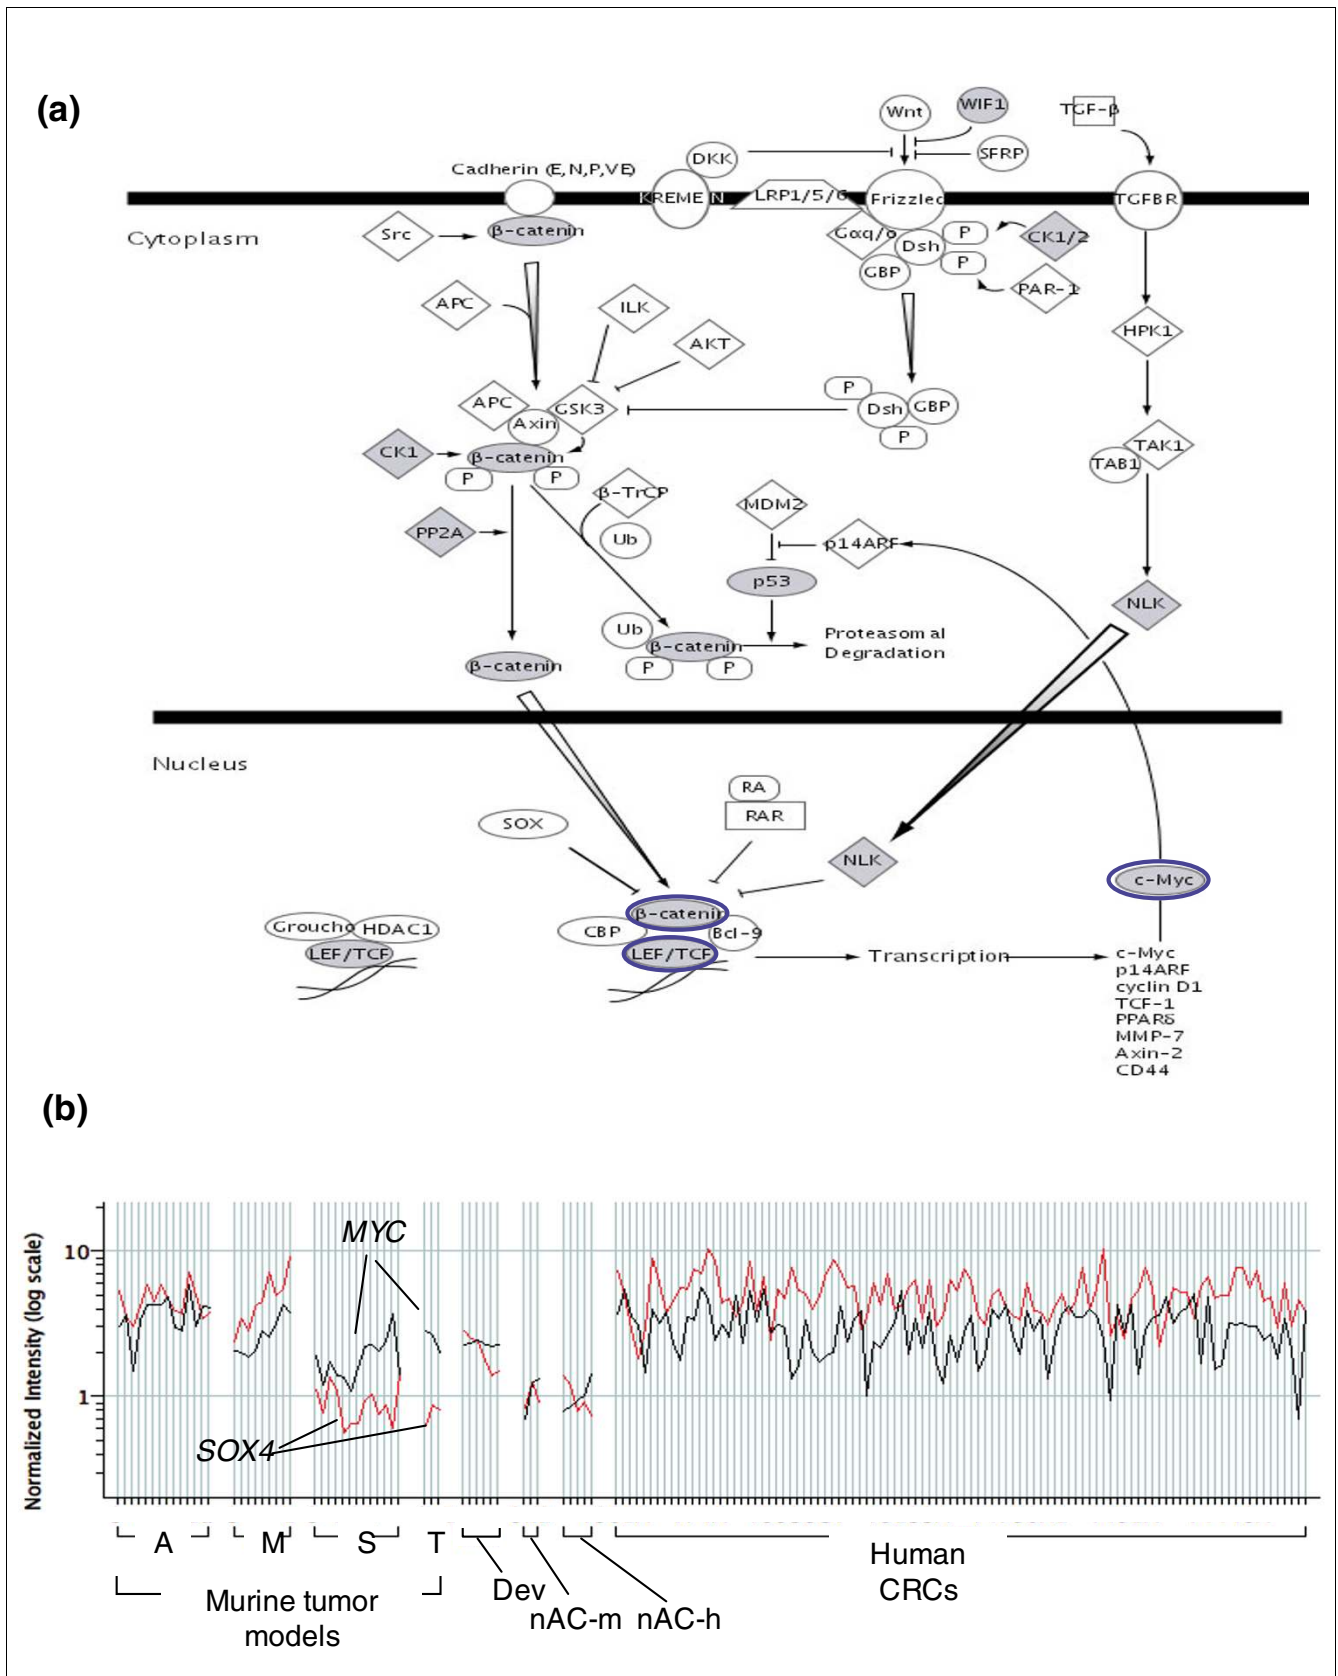 (a)
Wnt
WIF1
TGF-β
DKK
SFRP
Cadherin (E,N,P,VE)
KREMEN
LRP1/5/6
Frizzled
TGFBR
Cytoplasm
Src
β-catenin
Gαq/o
Dsh
P
CK1/2
GBP
P
PAR-1
APC
ILK
HPK1
AKT
APC
GSK3
Axin
P
Dsh
GBP
P
CK1
β-catenin
P
P
TAK1
TAB1
β-TrCP
MDM2
PP2A
Ub
p14ARF
p53
NLK
Ub
β-catenin
P
P
Proteasomal
Degradation
β-catenin
Nucleus
RA
RAR
SOX
NLK
c-Myc
β-catenin
Groucho
HDAC1
CBP
Bcl-9
LEF/TCF
LEF/TCF
Transcription
c-Myc
p14ARF
cyclin D1
TCF-1
PPARδ
MMP-7
Axin-2
CD44
(b)
Normalized Intensity (log scale)
10
1
MYC
SOX4
A
M
S
T
Dev
nAC-m
nAC-h
Human
CRCs
Murine tumor
models